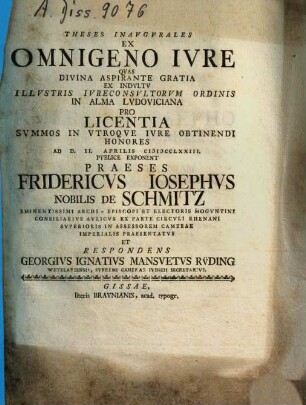 A Diss 9076
THESES INAVGVRALES
EX
OMNIGENO IVRE
QVAS
DIVINA ASPIRANTE GRATIA
EX INDVLTV
ILLVSTRIS IVRECONSVLTORVM ORDINIS
IN ALMA LVDOVICIANA
PRO
LICENTIA
SVMMOS IN VTROQVE IVRE OBTINENDI
HONORES
AD D. II. APRILIS CIƆIƆCCLXXIII.
PVBLICE EXPONENT
PRAESES
FRIDERICVS IOSEPHVS
NOBILIS DE SCHMITZ
EMINENTISSIMI ARCHI-EPISCOPI ET ELECTORIS MOGVNTINI
CONSILIARIVS AVLICVS EX PARTE CIRCVLI RHENANI
SVPERIORIS IN ASSESSOREM CAMERAE
IMPERIALIS PRAESENTATVS
ET
RESPONDENS
GEORGIVS IGNATIVS MANSVETVS RÜDING
WETZLARIENSIS, SVPREMI CAMERAE IVDICII SECRETARIVS.
GISSAE,
literis BRAVNIANIS, acad. typogr.